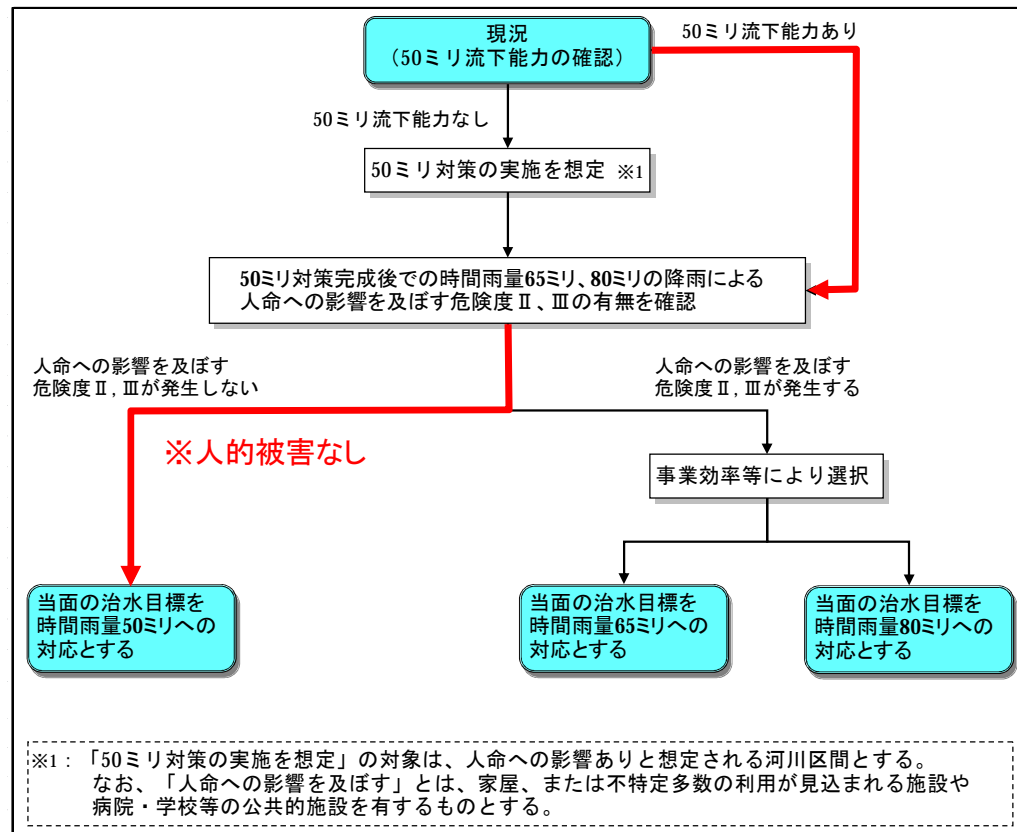 現況
（50ミリ流下能力の確認）
50ミリ流下能力あり
50ミリ流下能力なし
50ミリ対策の実施を想定 ※1
50ミリ対策完成後での時間雨量65ミリ、80ミリの降雨による
人命への影響を及ぼす危険度Ⅱ、Ⅲの有無を確認
人命への影響を及ぼす
危険度Ⅱ,Ⅲが発生しない
人命への影響を及ぼす
危険度Ⅱ,Ⅲが発生する
※人的被害なし
事業効率等により選択
当面の治水目標を
時間雨量50ミリへの
対応とする
当面の治水目標を
時間雨量65ミリへの
対応とする
当面の治水目標を
時間雨量80ミリへの
対応とする
※1：「50ミリ対策の実施を想定」の対象は、人命への影響ありと想定される河川区間とする。
なお、「人命への影響を及ぼす」とは、家屋、または不特定多数の利用が見込まれる施設や
病院・学校等の公共的施設を有するものとする。